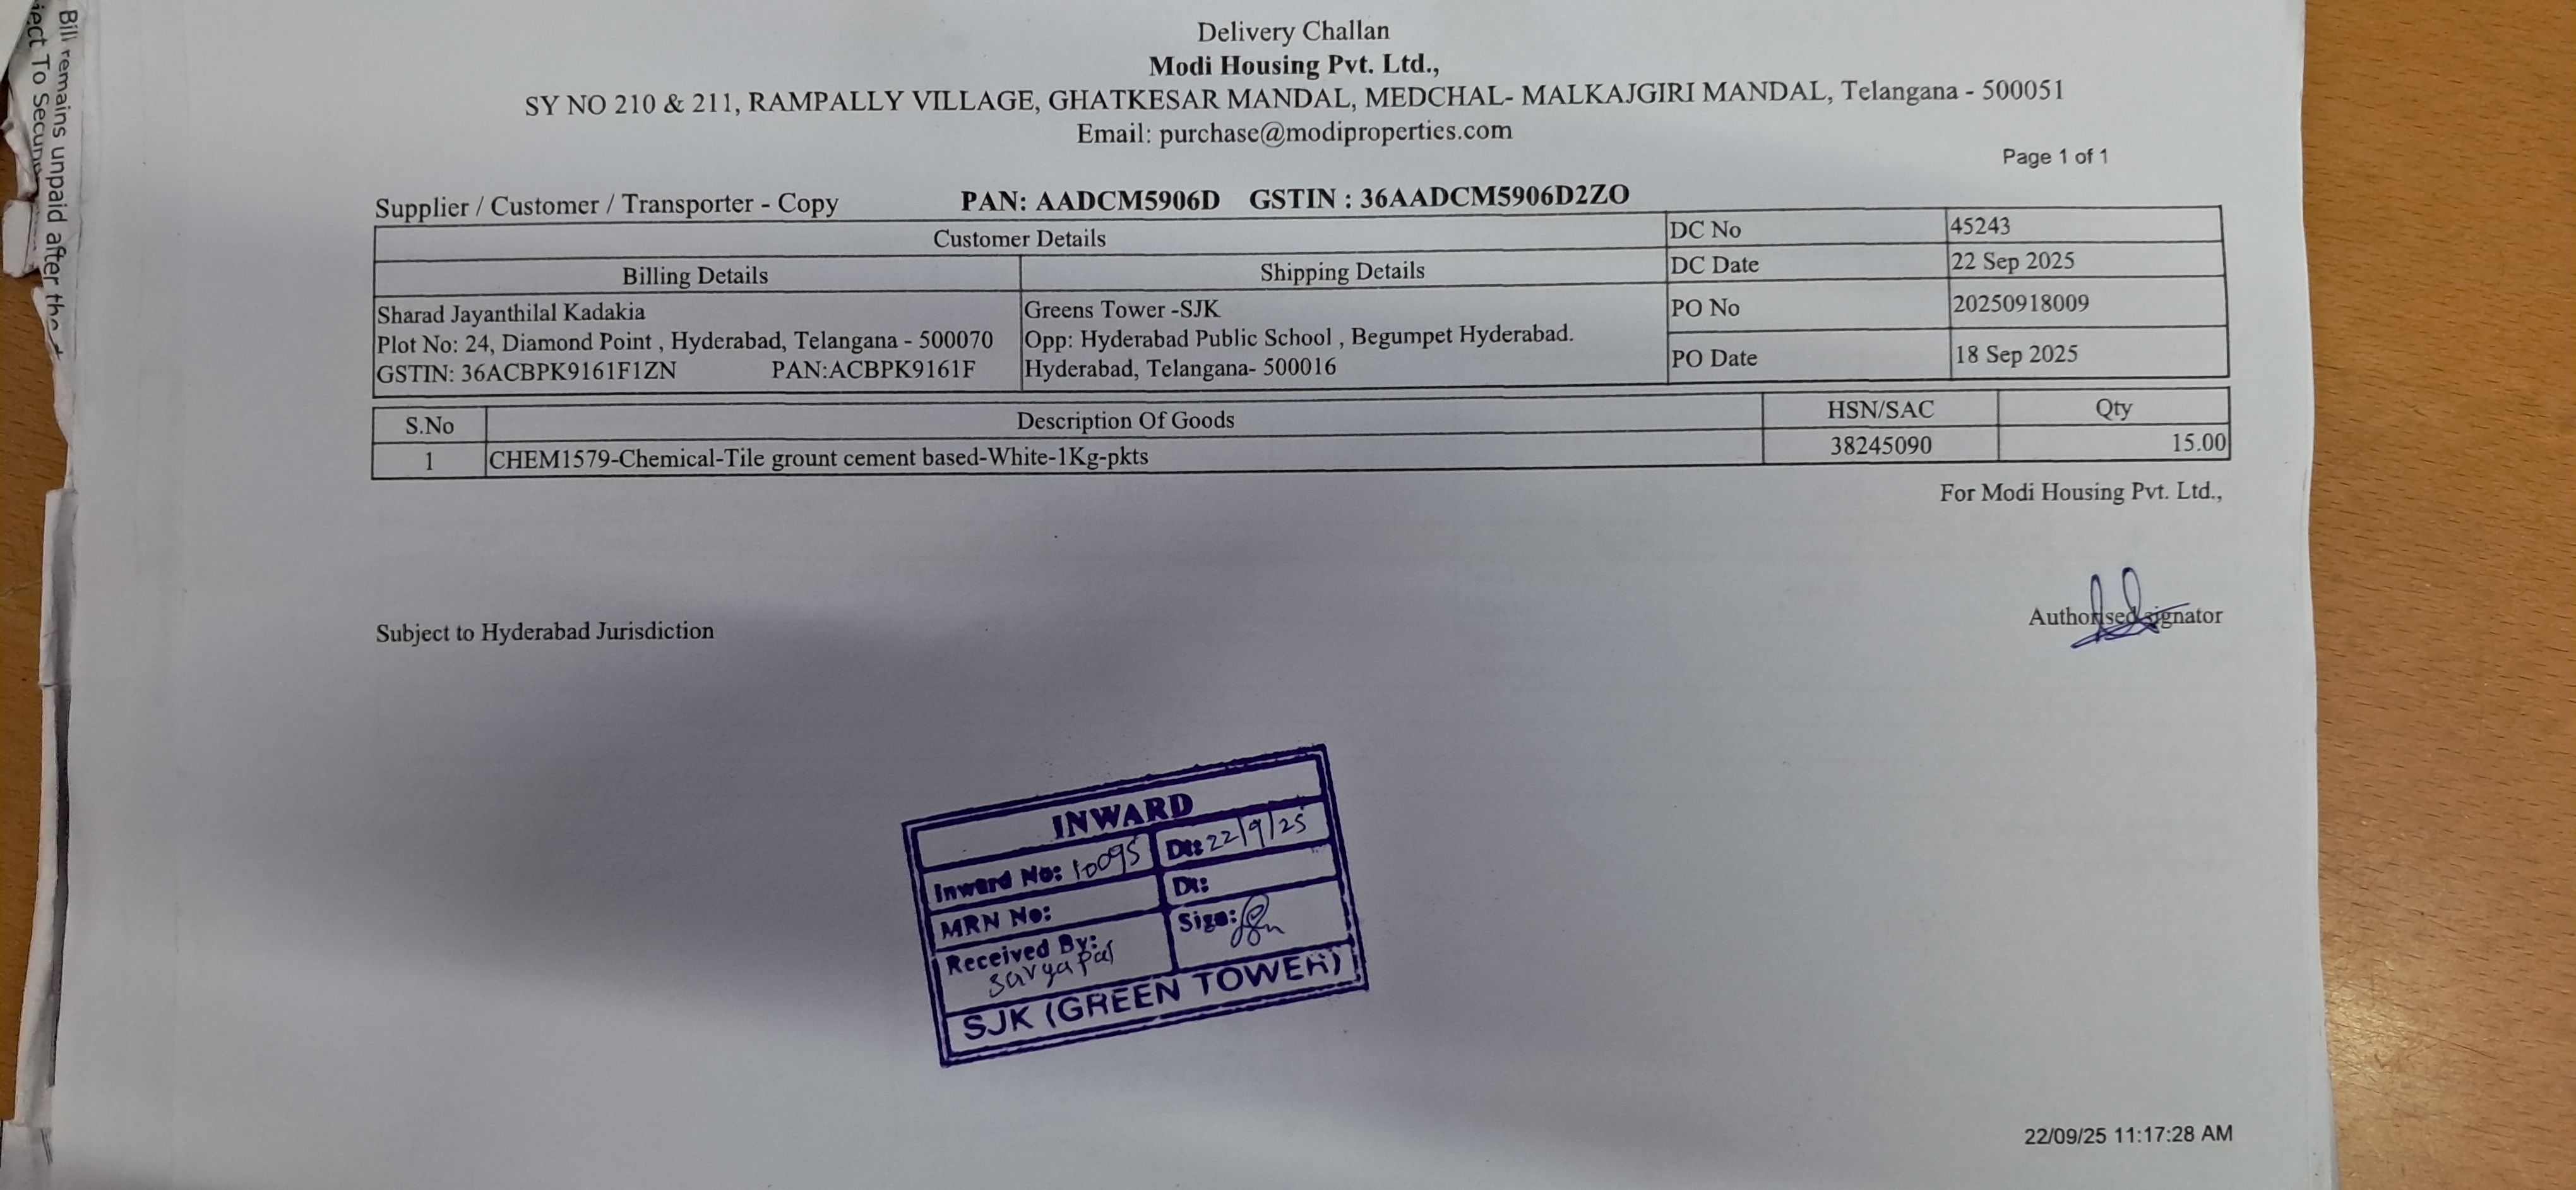 Bill remains unpaid after the
ject To Secun
Delivery Challan
Modi Housing Pvt. Ltd.,
SY NO 210 & 211, RAMPALLY VILLAGE, GHATKESAR MANDAL, MEDCHAL- MALKAJGIRI MANDAL, Telangana - 500051
Email: purchase@modiproperties.com
Page 1 of 1
Supplier / Customer / Transporter - Copy PAN: AADCM5906D GSTIN : 36AADCM5906D2ZO
Customer Details
Billing Details
Sharad Jayanthilal Kadakia
Plot No: 24, Diamond Point , Hyderabad, Telangana - 500070
GSTIN: 36ACBPK9161F1ZN PAN:ACBPK9161F
Shipping Details
Greens Tower -SJK
Opp: Hyderabad Public School , Begumpet Hyderabad.
Hyderabad, Telangana- 500016
DC No 45243
DC Date 22 Sep 2025
PO No 20250918009
PO Date 18 Sep 2025
S.No Description Of Goods HSN/SAC Qty
1 CHEM1579-Chemical-Tile grount cement based-White-1Kg-pkts 38245090 15.00
For Modi Housing Pvt. Ltd.,
Authorised signator
Subject to Hyderabad Jurisdiction
INWARD
Inward No: 10095 Dt: 22/9/25
MRN No: Dt:
Received By: Sign:
SJK (GREEN TOWER)
22/09/25 11:17:28 AM